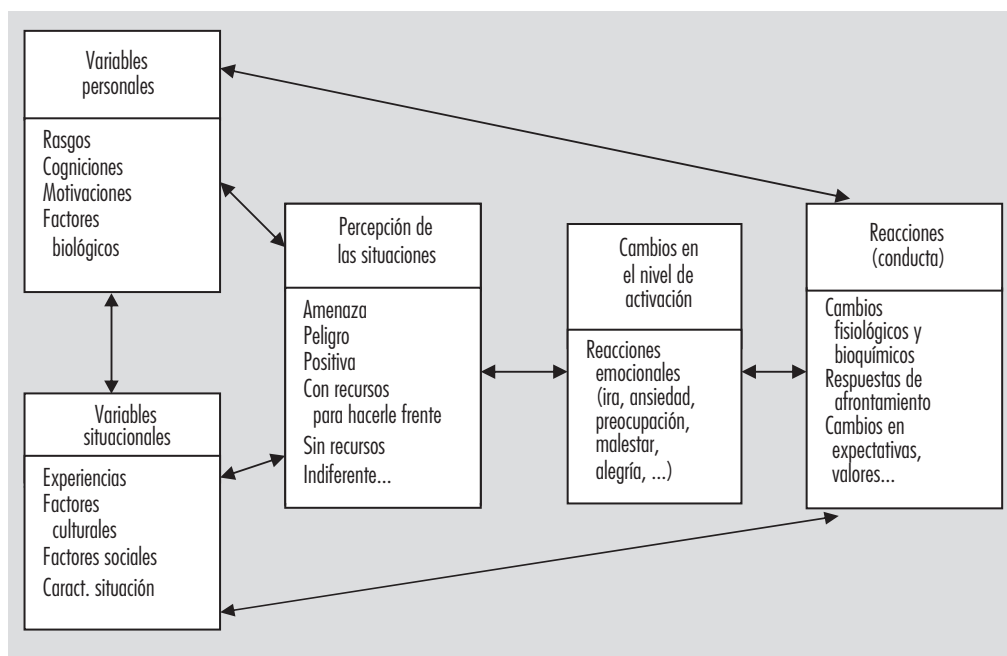 Variables
personales
Rasgos
Cogniciones
Motivaciones
Factores
biológicos
Variables
situacionales
Experiencias
Factores
culturales
Factores sociales
Caract. situación
Percepción de
las situaciones
Amenaza
Peligro
Positiva
Con recursos
para hacerle frente
Sin recursos
Indiferente...
Cambios en
el nivel de
activación
Reacciones
emocionales
(ira, ansiedad,
preocupación,
malestar,
alegría, ...)
Reacciones
(conducta)
Cambios
fisiológicos y
bioquímicos
Respuestas de
afrontamiento
Cambios en
expectativas,
valores...